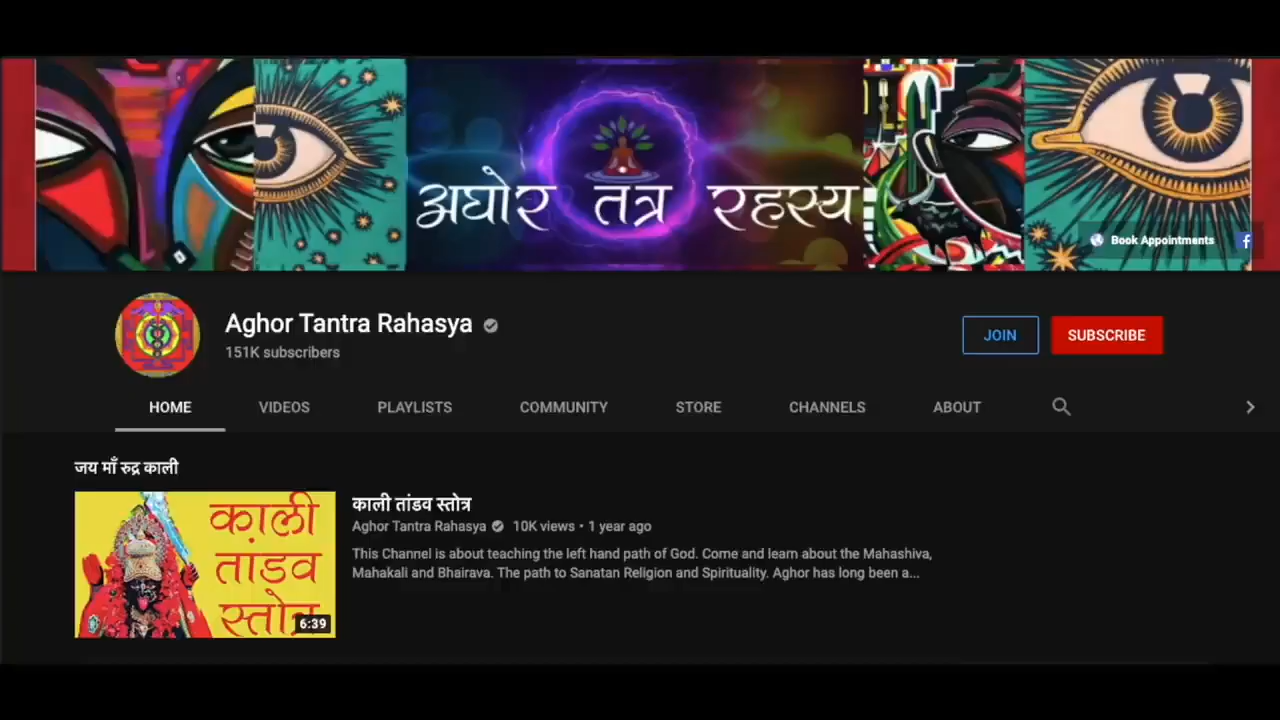 अघोर तत्र रहस्य
Book Appointments
Aghor Tantra Rahasya
151K subscribers
JOIN
SUBSCRIBE
HOME
VIDEOS
PLAYLISTS
COMMUNITY
STORE
CHANNELS
ABOUT
जय माँ रुद्र काली
काली
तांडव
स्तोत्र
6:39
काली तांडव स्तोत्र
Aghor Tantra Rahasya 10K views • 1 year ago
This Channel is about teaching the left hand path of God. Come and learn about the Mahashiva,
Mahakali and Bhairava. The path to Sanatan Religion and Spirituality. Aghor has long been a...